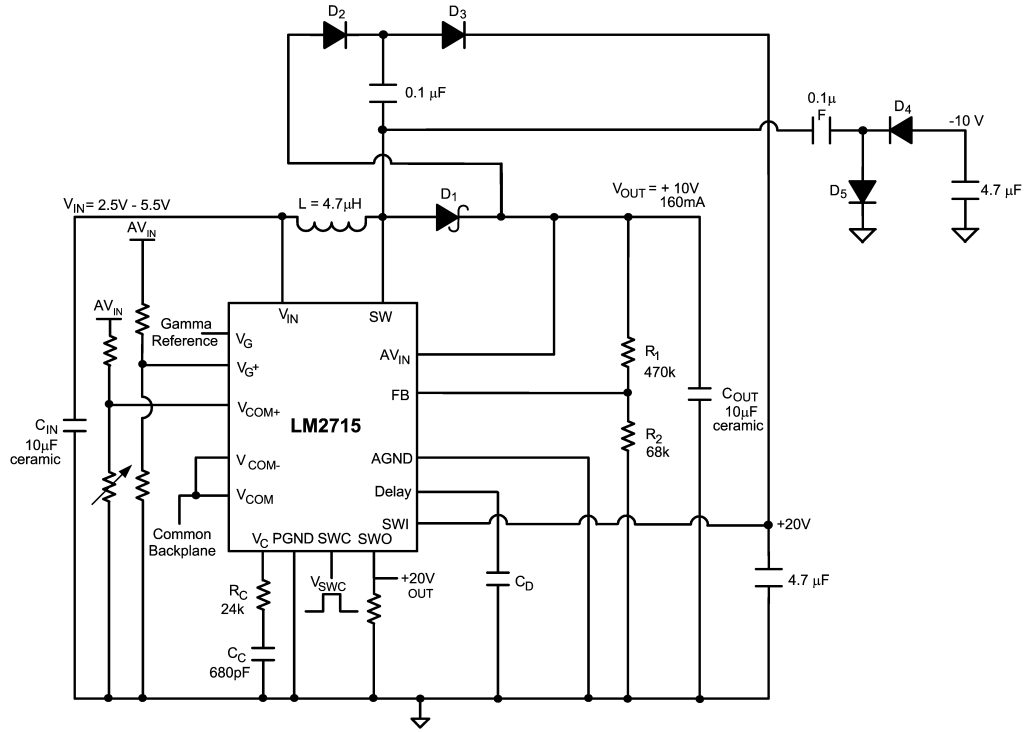 D2
D3
0.1 μF
0.1μ
F
D4
-10 V
D5
4.7 μF
VIN = 2.5V - 5.5V
L = 4.7μH
D1
VOUT = + 10V
160mA
AVIN
AVIN
VIN
SW
Gamma
Reference
VG
VG+
VCOM+
LM2715
VCOM-
VCOM
Common
Backplane
AVIN
FB
AGND
Delay
SWI
R1
470k
R2
68k
COUT
10μF
ceramic
CIN
10μF
ceramic
+20V
VC
PGND
SWC
SWO
VSWC
+20V
OUT
RC
24k
CC
680pF
CD
4.7 μF